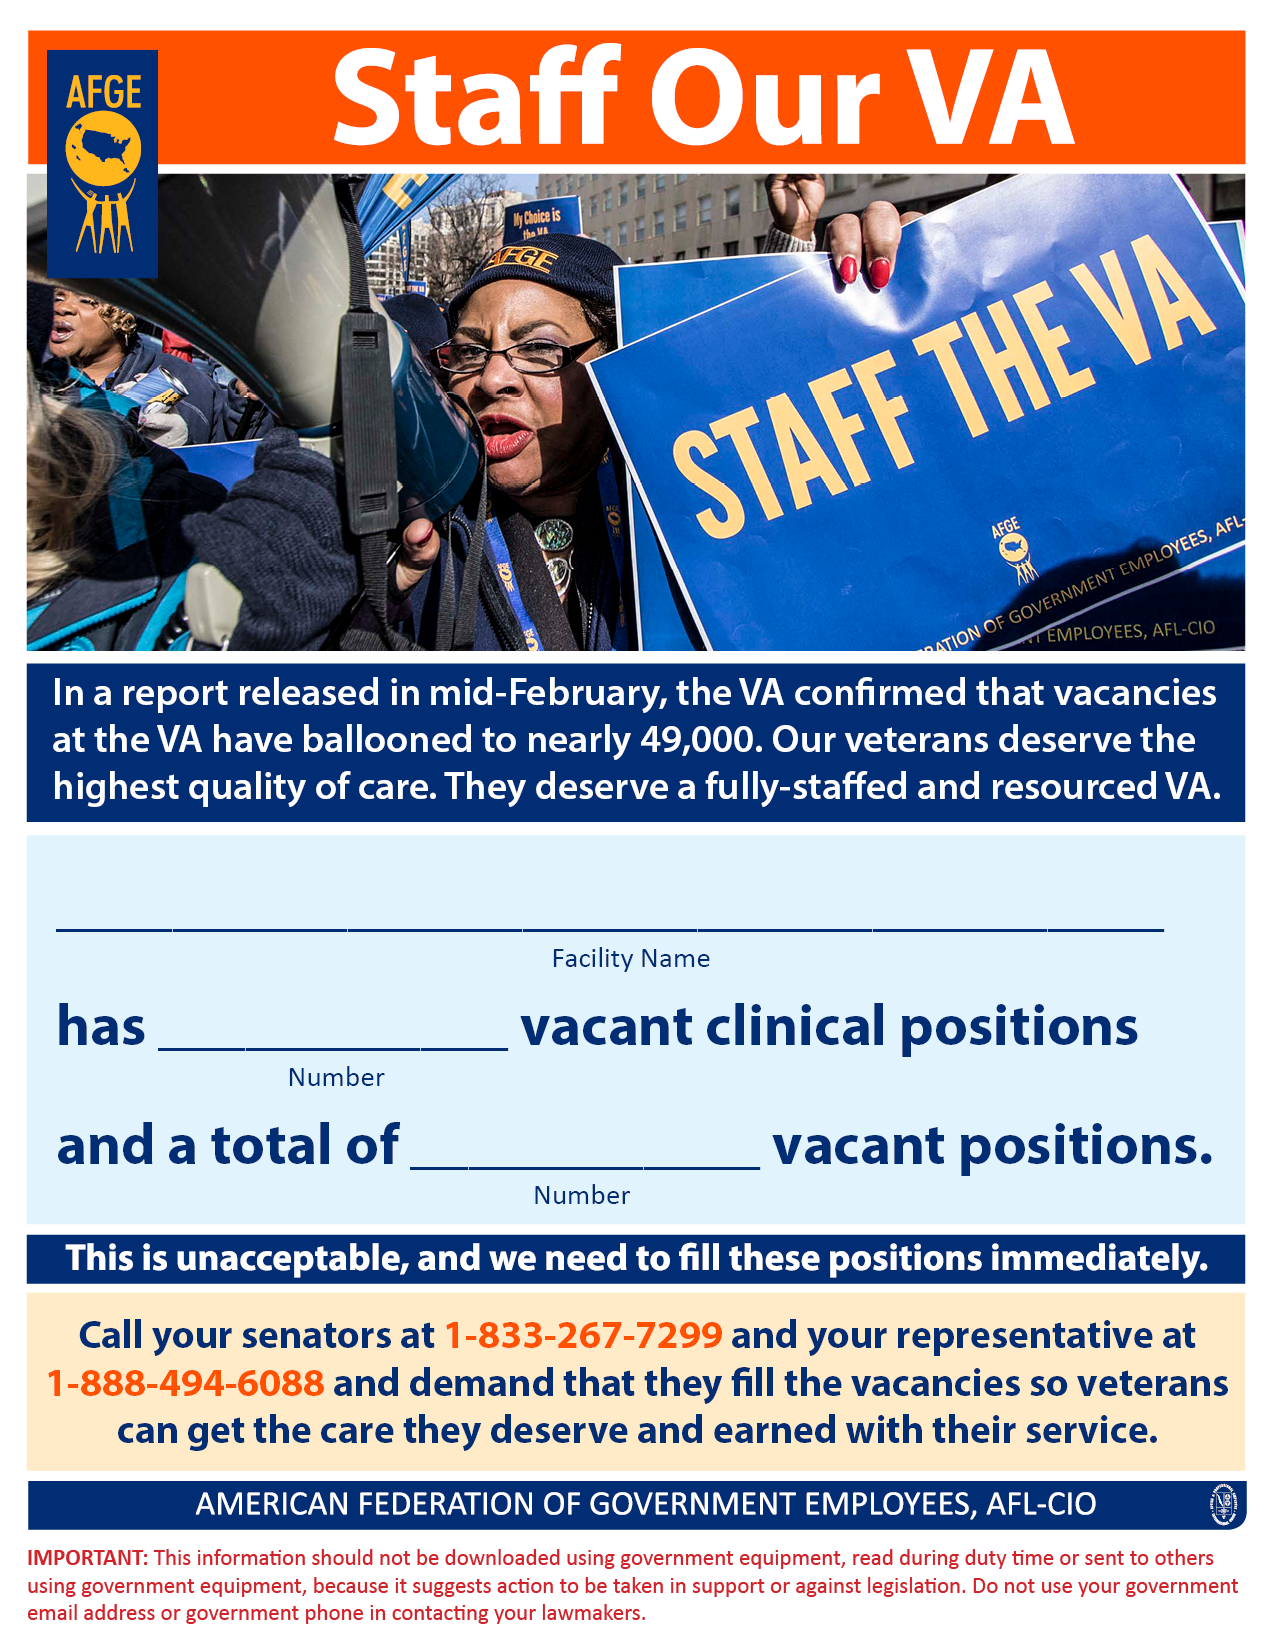 Staff Our VA
AFGE
My Choice is
the VA
AFGE
STAFF THE VA
AFGE
AFGE
AFGE
EMPLOYEES, AFL-CIO
OF GOVERNMENT EMPLOYEES, AFL-
In a report released in mid-February, the VA confirmed that vacancies
at the VA have ballooned to nearly 49,000. Our veterans deserve the
highest quality of care. They deserve a fully-staffed and resourced VA.
Facility Name
has ____________ vacant clinical positions
Number
and a total of ____________ vacant positions.
Number
This is unacceptable, and we need to fill these positions immediately.
Call your senators at 1-833-267-7299 and your representative at
1-888-494-6088 and demand that they fill the vacancies so veterans
can get the care they deserve and earned with their service.
AMERICAN FEDERATION OF GOVERNMENT EMPLOYEES, AFL-CIO
IMPORTANT: This information should not be downloaded using government equipment, read during duty time or sent to others
using government equipment, because it suggests action to be taken in support or against legislation. Do not use your government
email address or government phone in contacting your lawmakers.